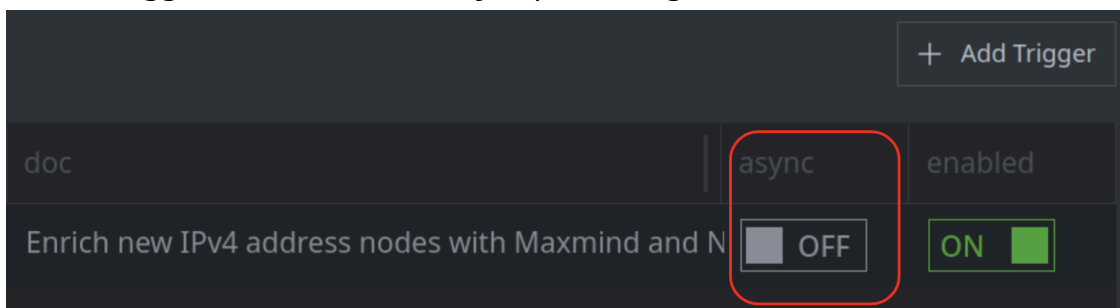 + Add Trigger
doc async enabled
Enrich new IPv4 address nodes with Maxmind and N OFF ON